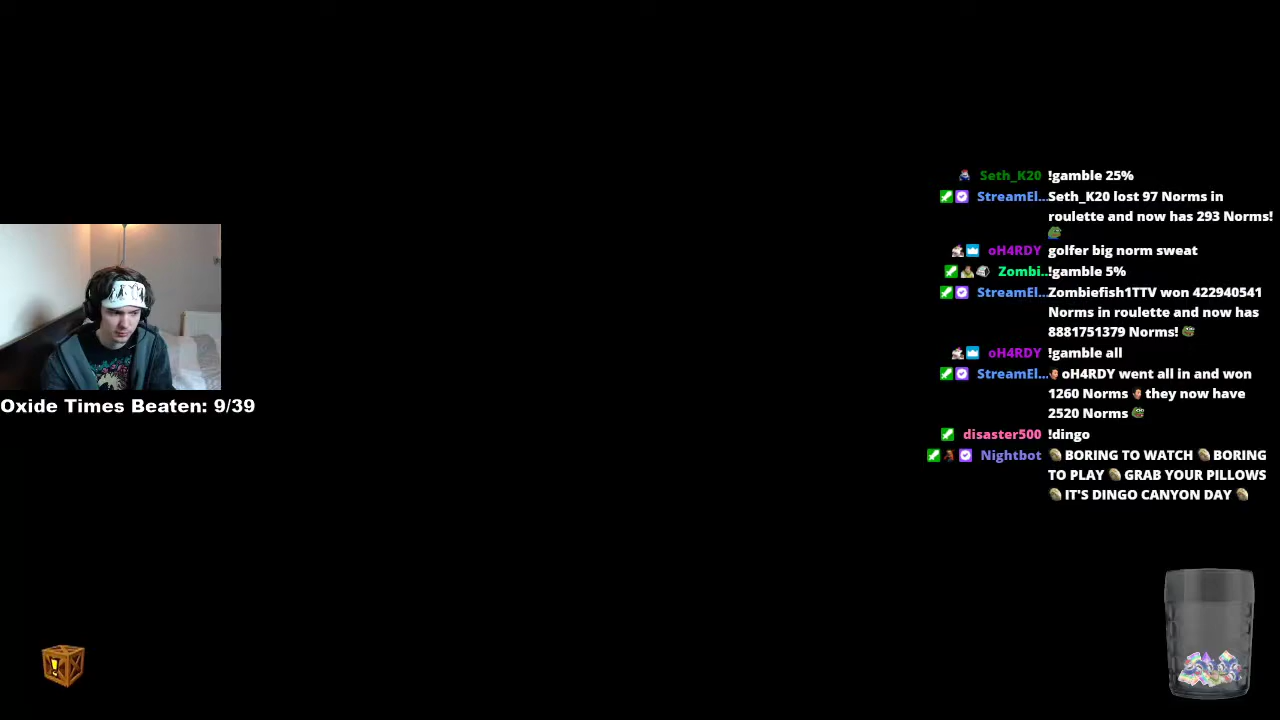 Seth_K20 !gamble 25%
StreamEl... Seth_K20 lost 97 Norms in
roulette and now has 293 Norms!
oH4RDY golfer big norm sweat
Zombi... !gamble 5%
StreamEl... Zombiefish1TTV won 422940541
Norms in roulette and now has
8881751379 Norms!
oH4RDY !gamble all
StreamEl... oH4RDY went all in and won
1260 Norms they now have
2520 Norms
Oxide Times Beaten: 9/39
disaster500 !dingo
Nightbot BORING TO WATCH BORING
TO PLAY GRAB YOUR PILLOWS
IT'S DINGO CANYON DAY